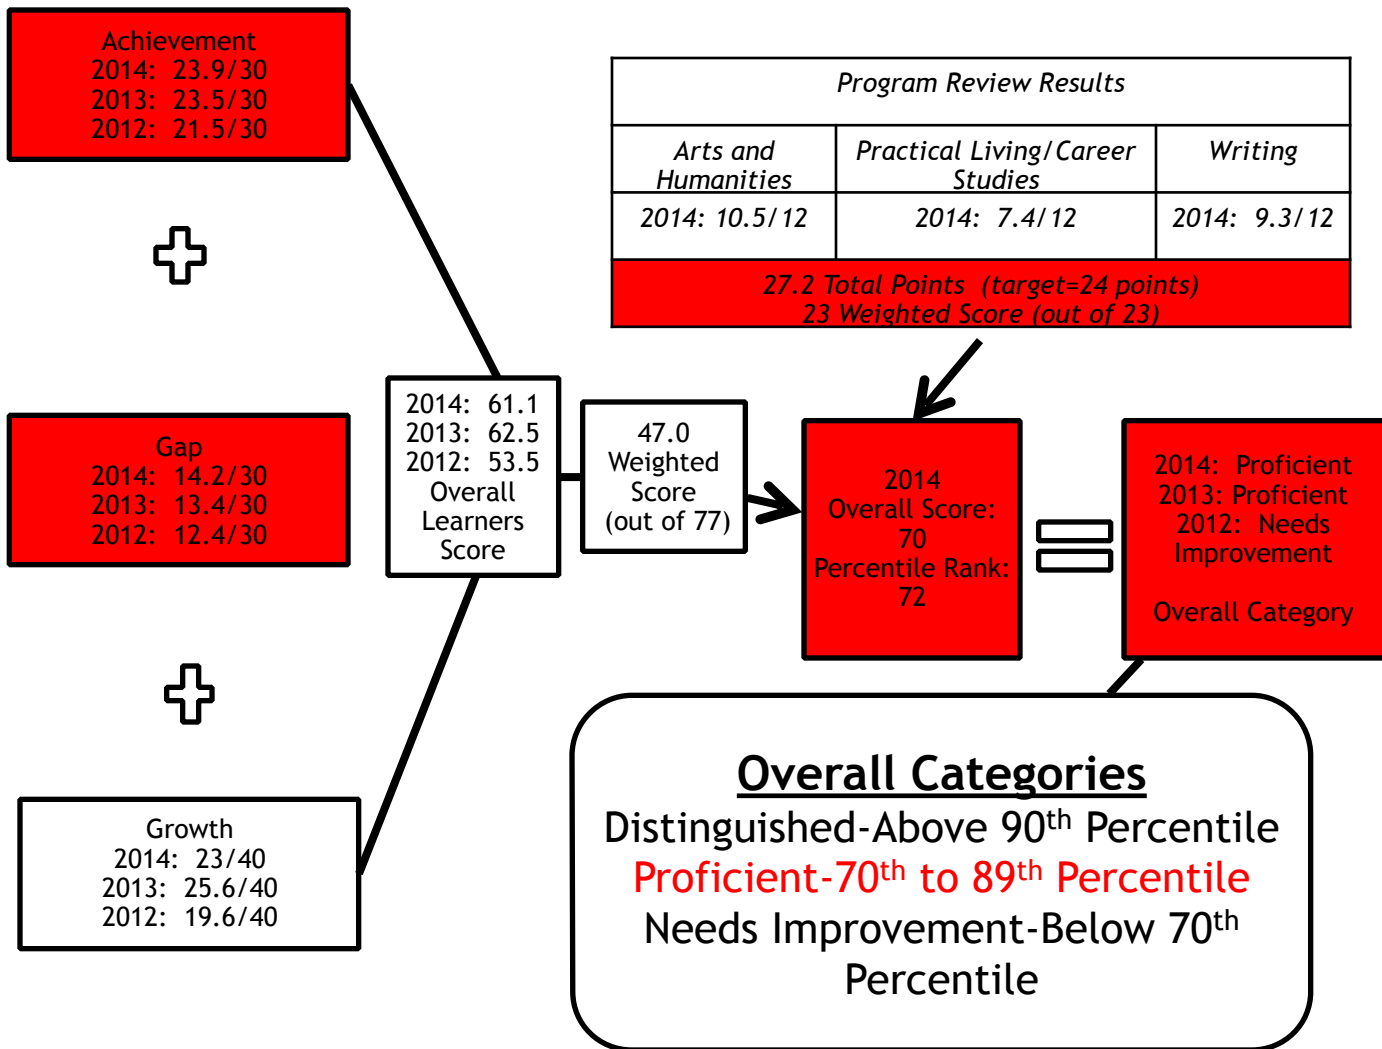 Achievement
2014:  23.9/30
2013:  23.5/30
2012:  21.5/30
Gap
2014:  14.2/30
2013:  13.4/30
2012:  12.4/30
Growth
2014:  23/40
2013:  25.6/40
2012:  19.6/40
2014:  61.1
2013:  62.5
2012:  53.5
Overall
Learners
Score
47.0
Weighted
Score
(out of 77)
Program Review Results
Arts and
Humanities
Practical Living/Career
Studies
Writing
2014: 10.5/12
2014:  7.4/12
2014:  9.3/12
27.2 Total Points  (target=24 points)
23 Weighted Score (out of 23)
2014
Overall Score:
70
Percentile Rank:
72
2014:  Proficient
2013: Proficient
2012:  Needs
Improvement
Overall Category
Overall Categories
Distinguished-Above 90th Percentile
Proficient-70th to 89th Percentile
Needs Improvement-Below 70th
Percentile